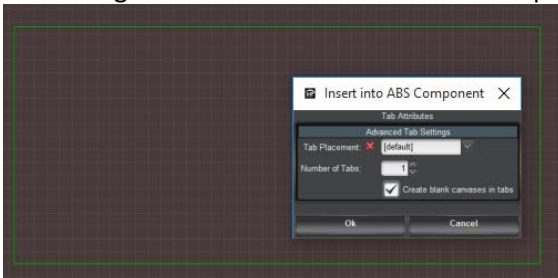 Insert into ABS Component
Tab Attributes
Advanced Tab Settings
Tab Placement: [default]
Number of Tabs: 1
Create blank canvases in tabs
Ok Cancel